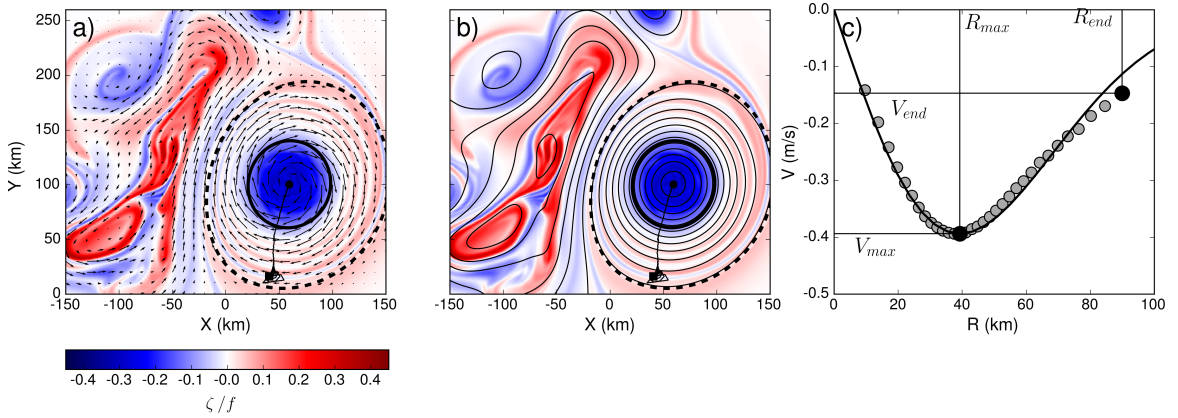 a)
Y (km)
250
200
150
100
50
0
-150 -100 -50 0 50 100 150
X (km)
b)
-150 -100 -50 0 50 100 150
X (km)
c)
R_max
R_end
V_end
V_max
V (m/s)
0.0
-0.1
-0.2
-0.3
-0.4
-0.5
0 20 40 60 80 100
R (km)
-0.4 -0.3 -0.2 -0.1 -0.0 0.1 0.2 0.3 0.4
ζ/f